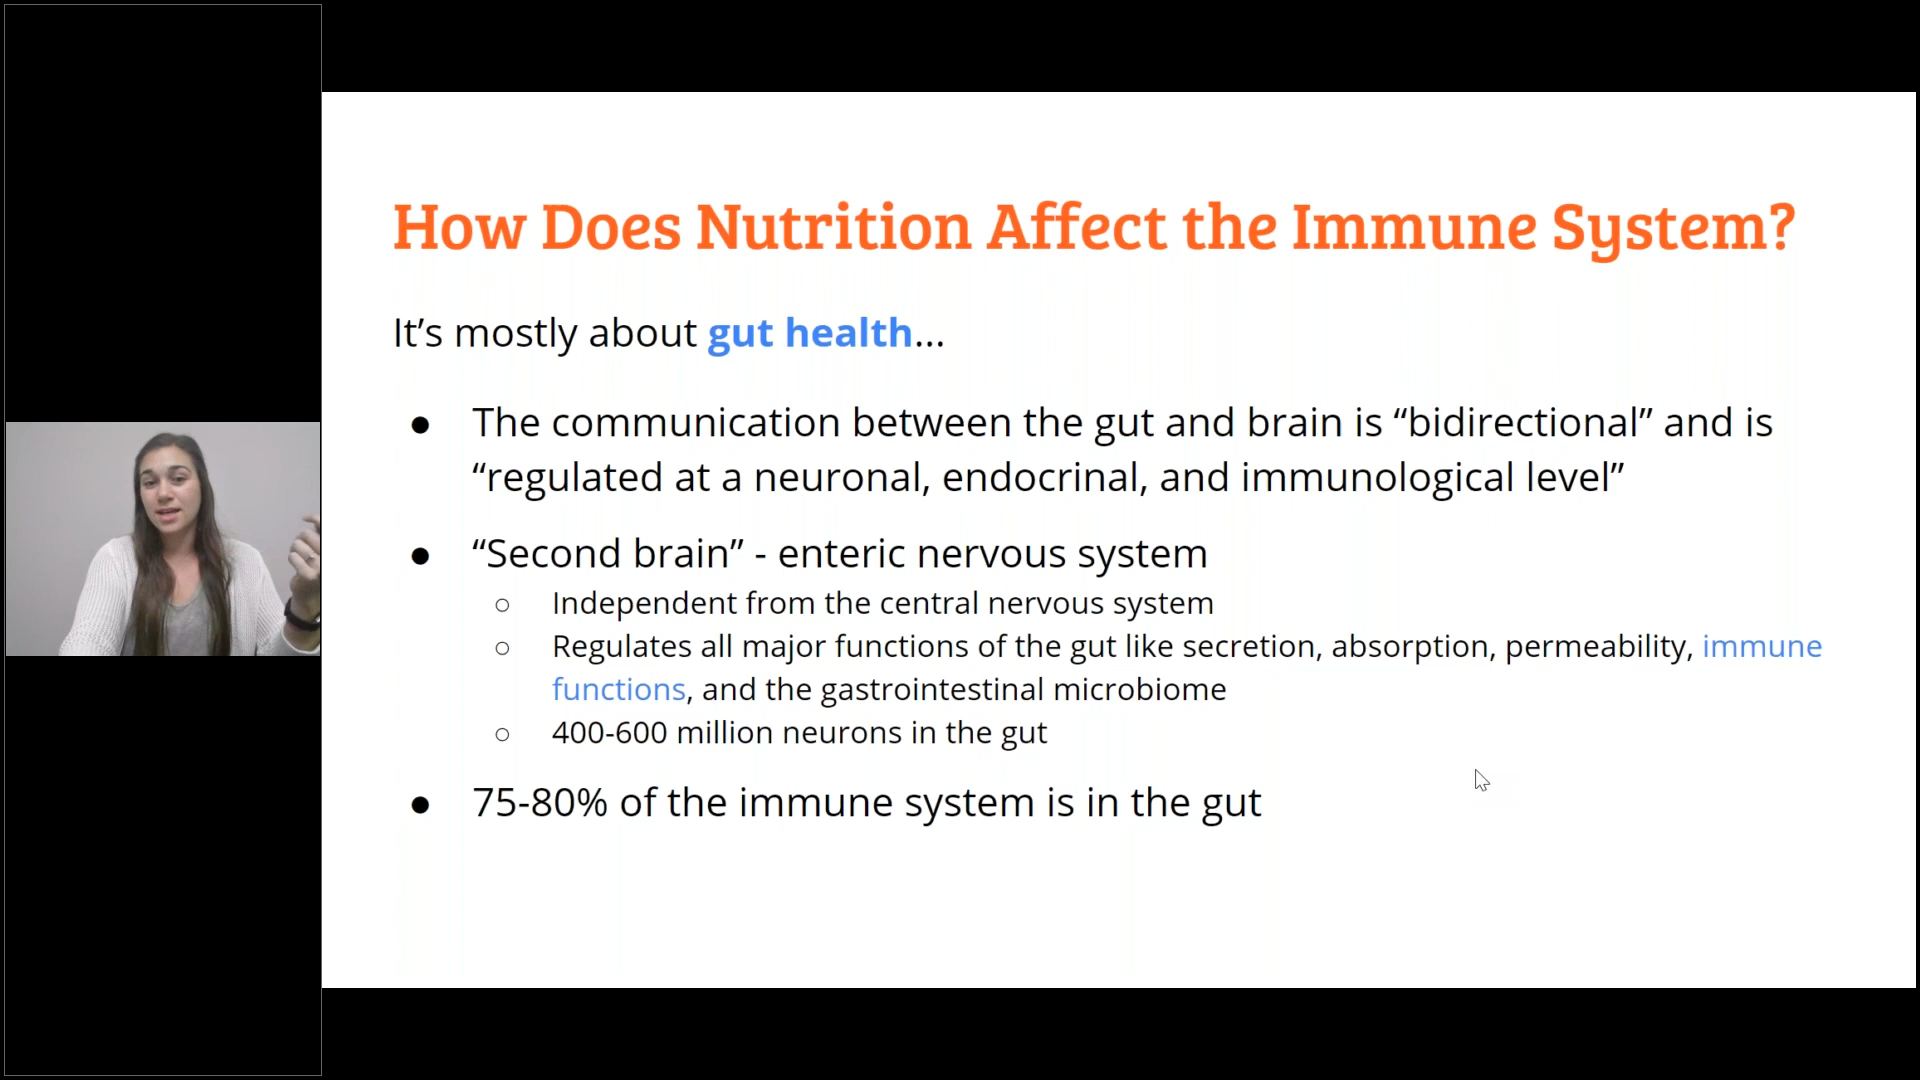 How Does Nutrition Affect the Immune System?
It’s mostly about gut health...
● The communication between the gut and brain is “bidirectional” and is
“regulated at a neuronal, endocrinal, and immunological level”
● “Second brain” - enteric nervous system
○ Independent from the central nervous system
○ Regulates all major functions of the gut like secretion, absorption, permeability, immune
functions, and the gastrointestinal microbiome
○ 400-600 million neurons in the gut
● 75-80% of the immune system is in the gut